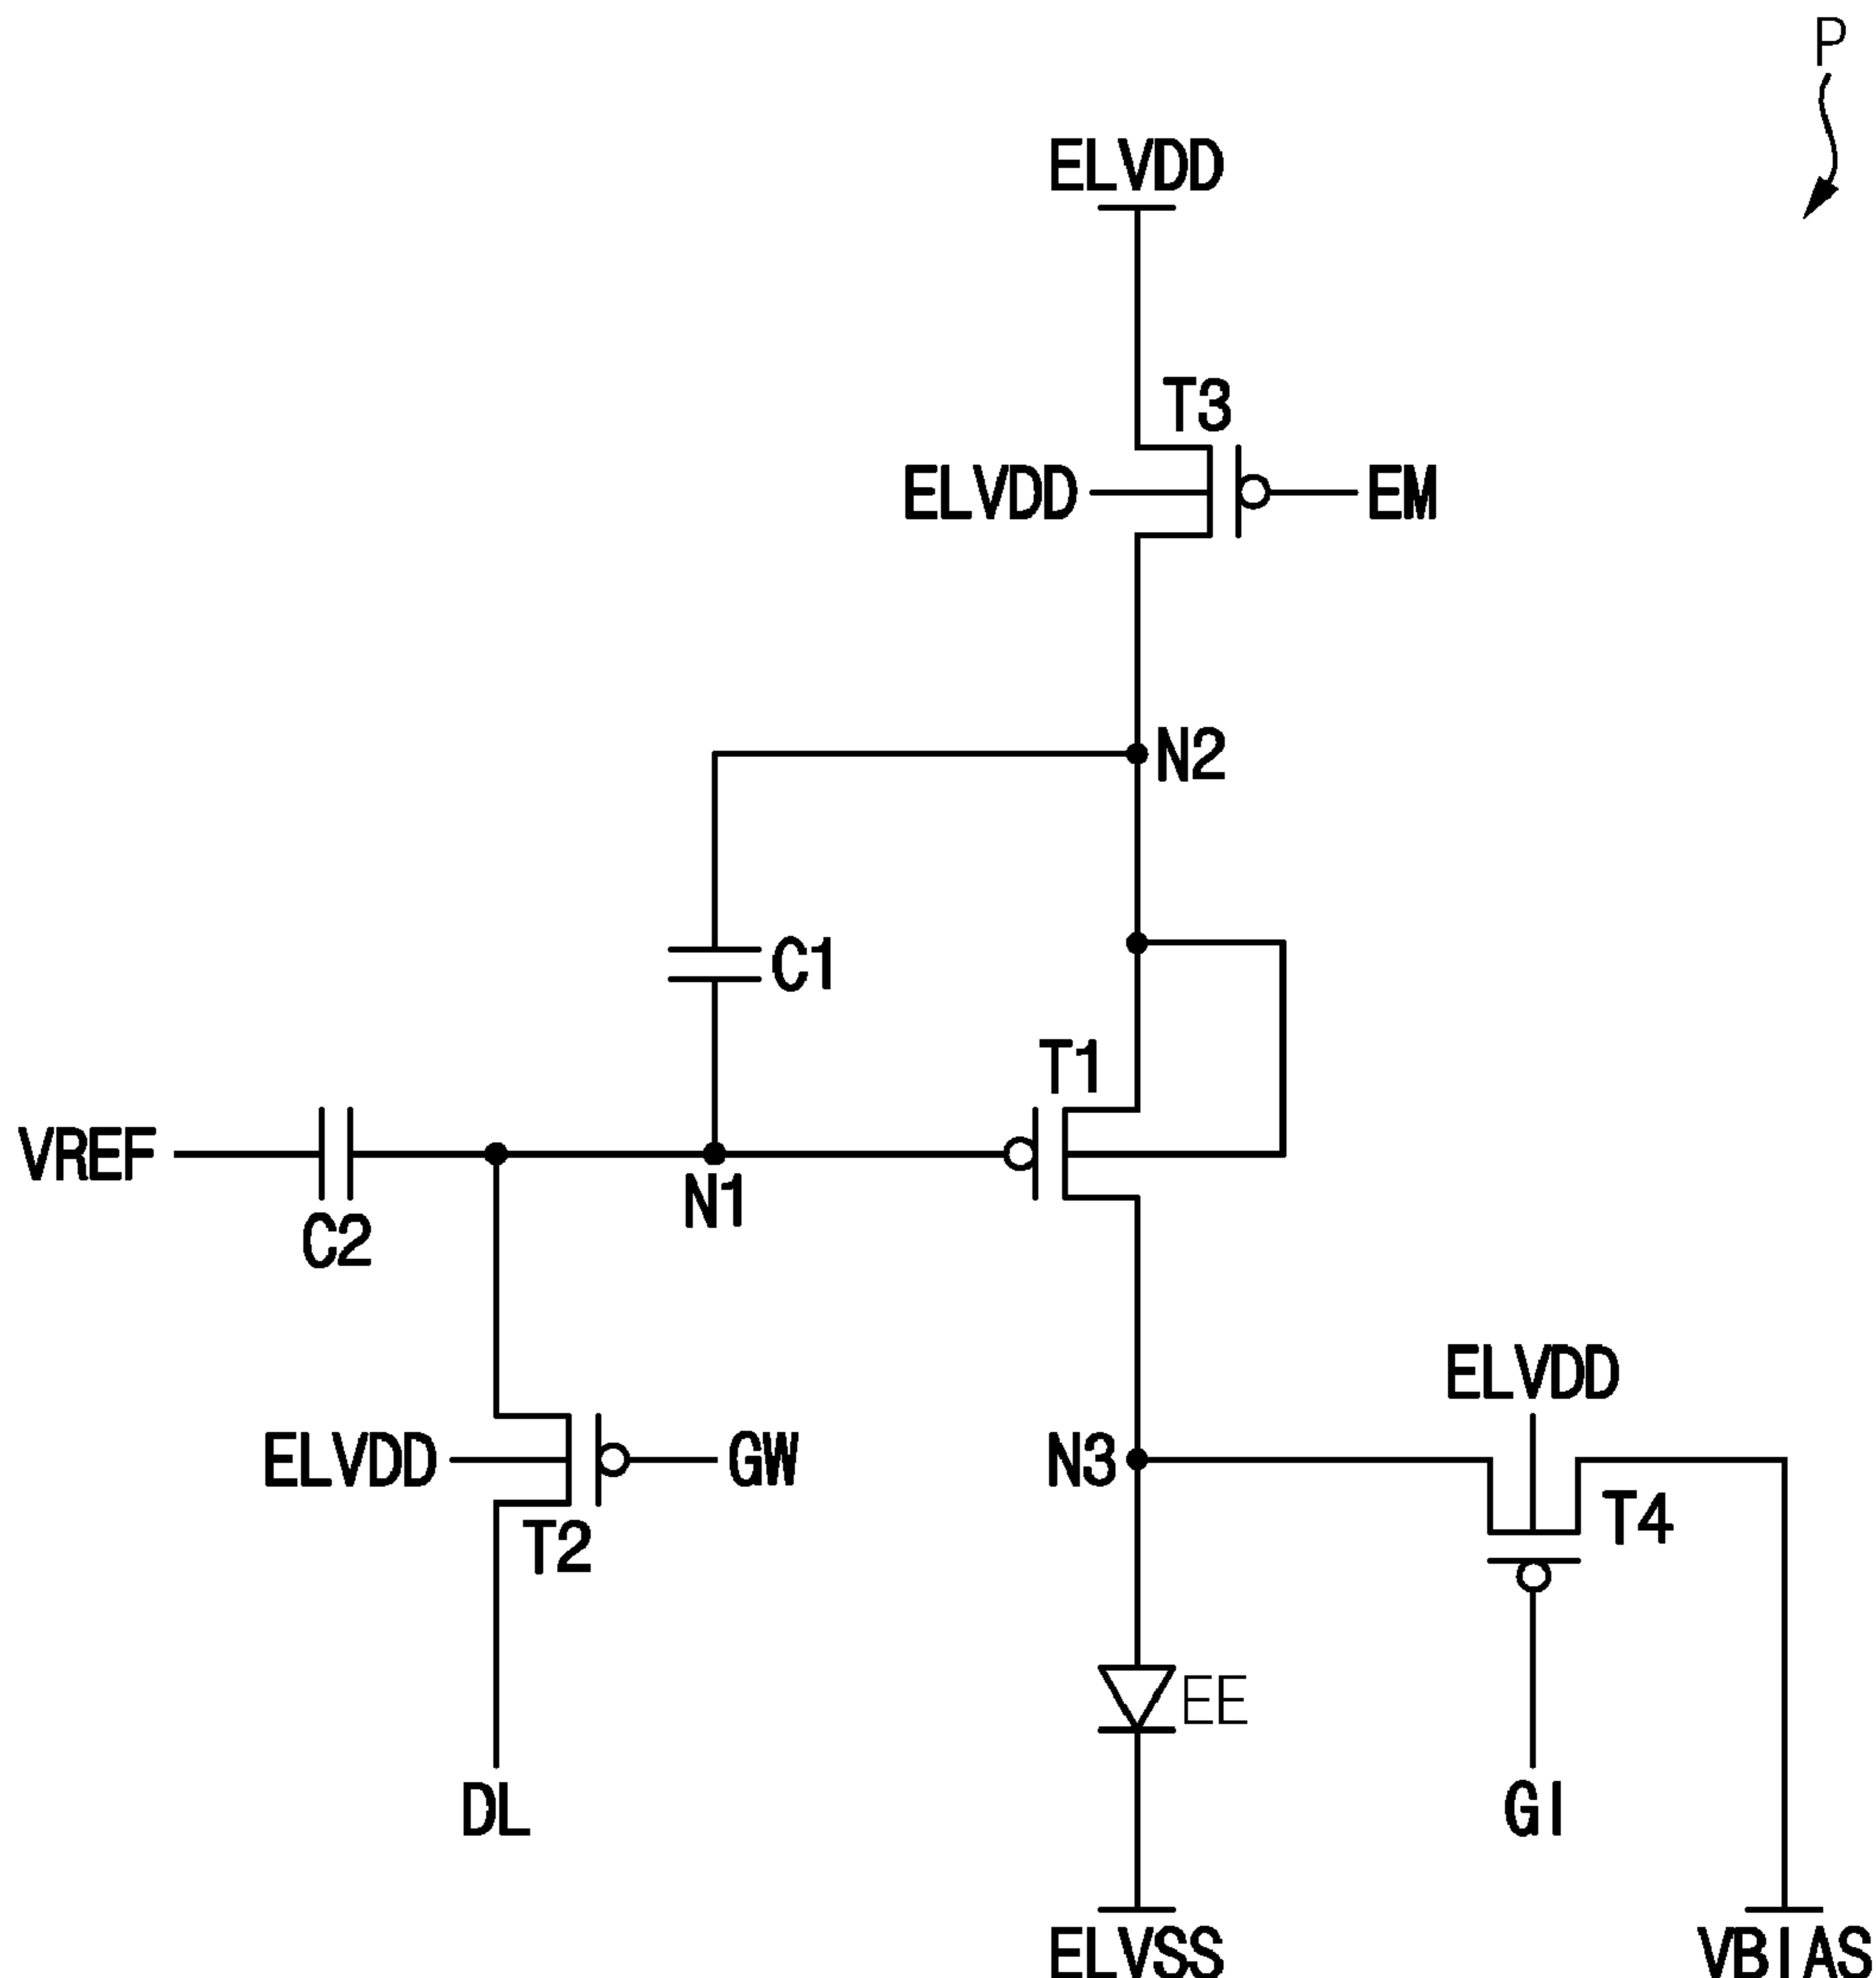 P
ELVDD
T3
ELVDD
EM
N2
C1
T1
VREF
N1
C2
ELVDD
ELVDD
GW
N3
T4
T2
EE
DL
GI
ELVSS
VBIAS